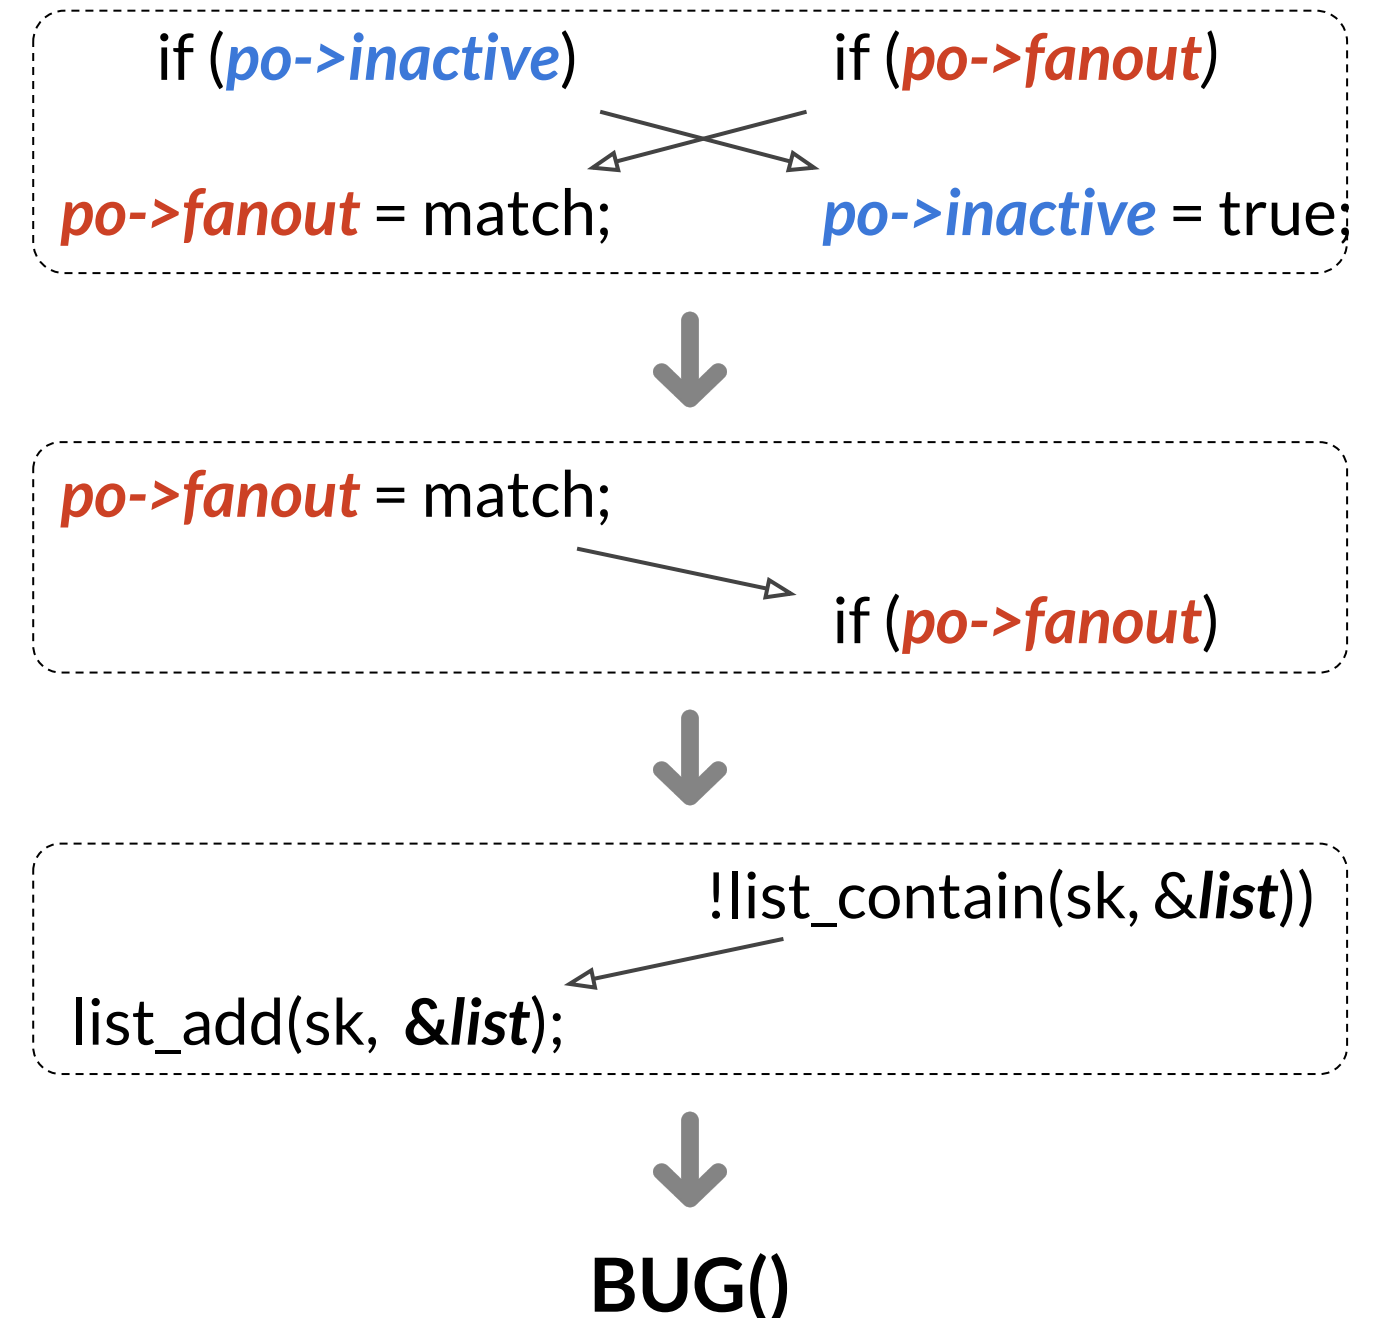 if (po->inactive)
if (po->fanout)
po->fanout = match;
po->inactive = true;
po->fanout = match;
if (po->fanout)
!list_contain(sk, &list))
list_add(sk, &list);
BUG()